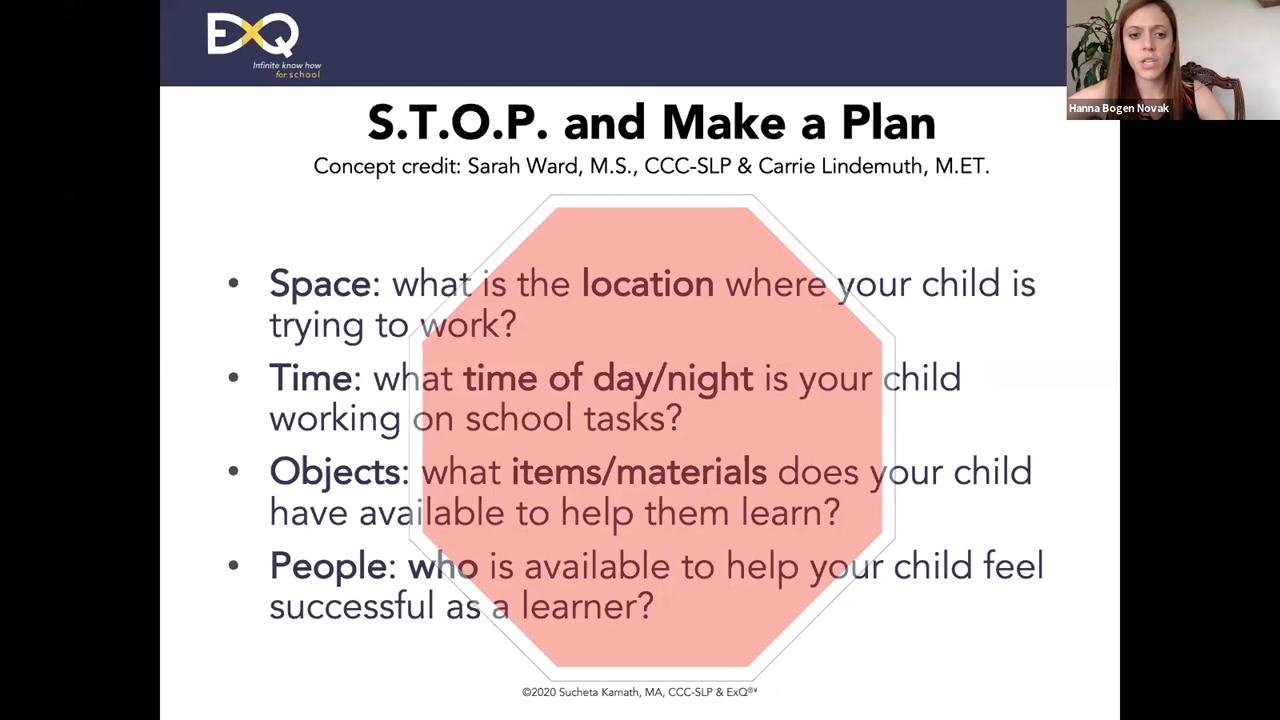 ExQ
Infinite know how
for school
Hanna Bogen Novak
S.T.O.P. and Make a Plan
Concept credit: Sarah Ward, M.S., CCC-SLP & Carrie Lindemuth, M.ET.
• Space: what is the location where your child is
trying to work?
• Time: what time of day/night is your child
working on school tasks?
• Objects: what items/materials does your child
have available to help them learn?
• People: who is available to help your child feel
successful as a learner?
©2020 Sucheta Kamath, MA, CCC-SLP & ExQ®